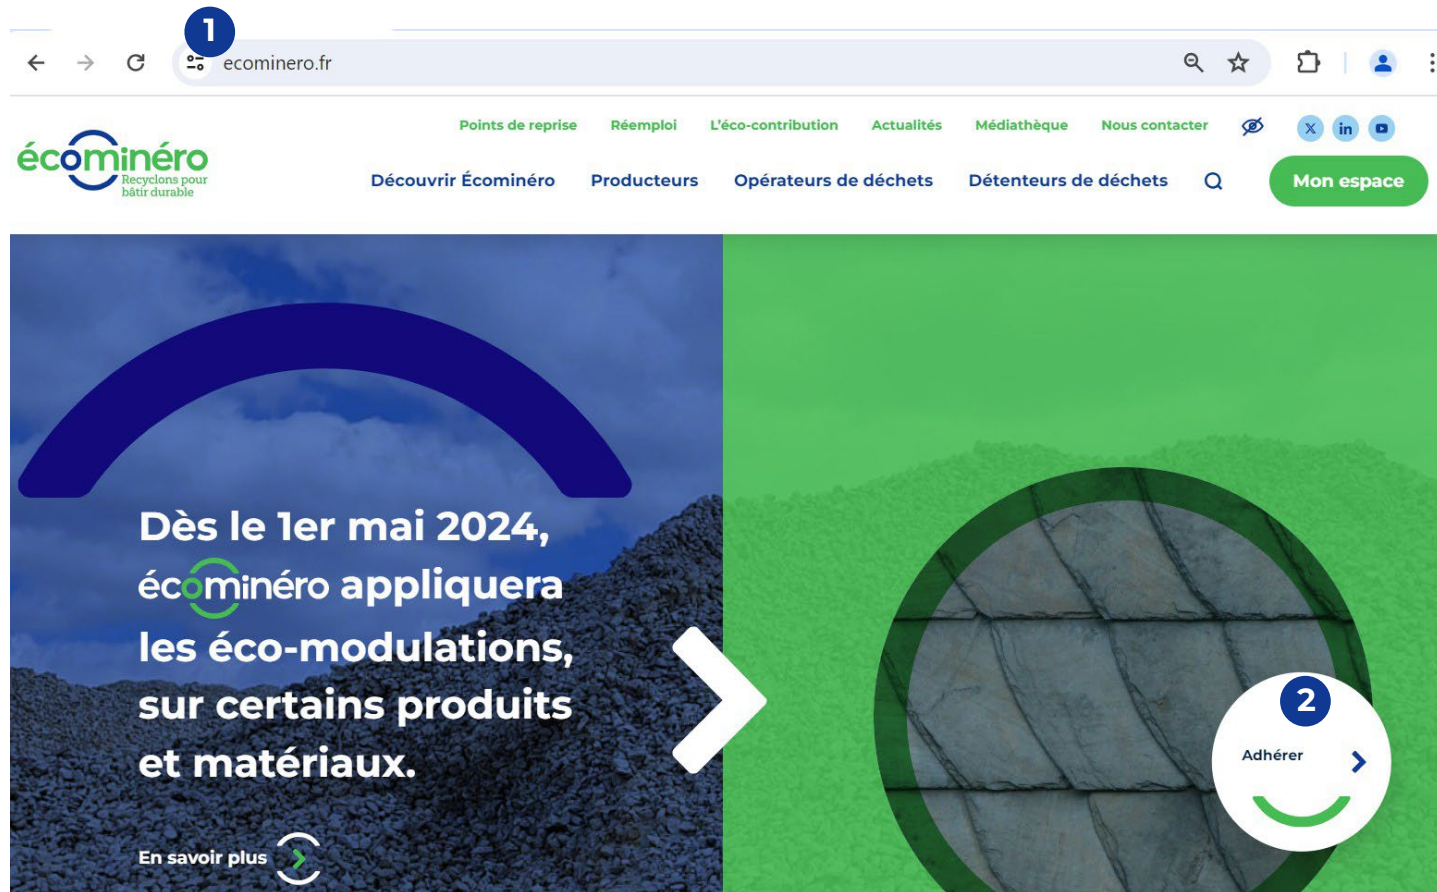 1
ecominero.fr
Points de reprise Réemploi L'éco-contribution Actualités Médiathèque Nous contacter
écominéro
Recyclons pour
bâtir durable
Découvrir Écominéro Producteurs Opérateurs de déchets Détenteurs de déchets Mon espace
Dès le 1er mai 2024,
écominéro appliquera
les éco-modulations,
sur certains produits
et matériaux.
En savoir plus
2
Adhérer